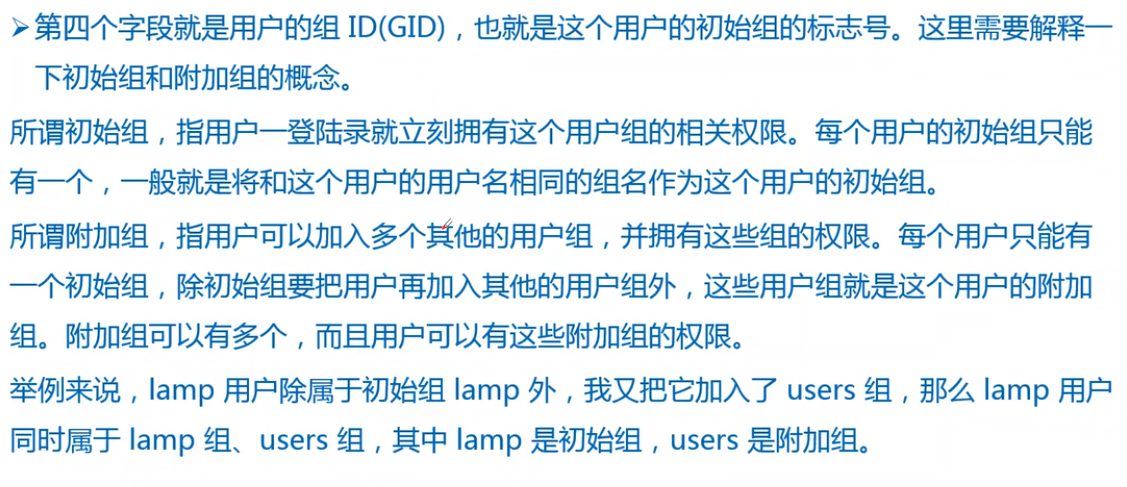 ➢第四个字段就是用户的组 ID(GID)，也就是这个用户的初始组的标志号。这里需要解释一
下初始组和附加组的概念。
所谓初始组，指用户一登陆录就立刻拥有这个用户组的相关权限。每个用户的初始组只能
有一个，一般就是将和这个用户的用户名相同的组名作为这个用户的初始组。
所谓附加组，指用户可以加入多个其他的用户组，并拥有这些组的权限。每个用户只能有
一个初始组，除初始组要把用户再加入其他的用户组外，这些用户组就是这个用户的附加
组。附加组可以有多个，而且用户可以有这些附加组的权限。
举例来说，lamp 用户除属于初始组 lamp 外，我又把它加入了 users 组，那么 lamp 用户
同时属于 lamp 组、users 组，其中 lamp 是初始组，users 是附加组。